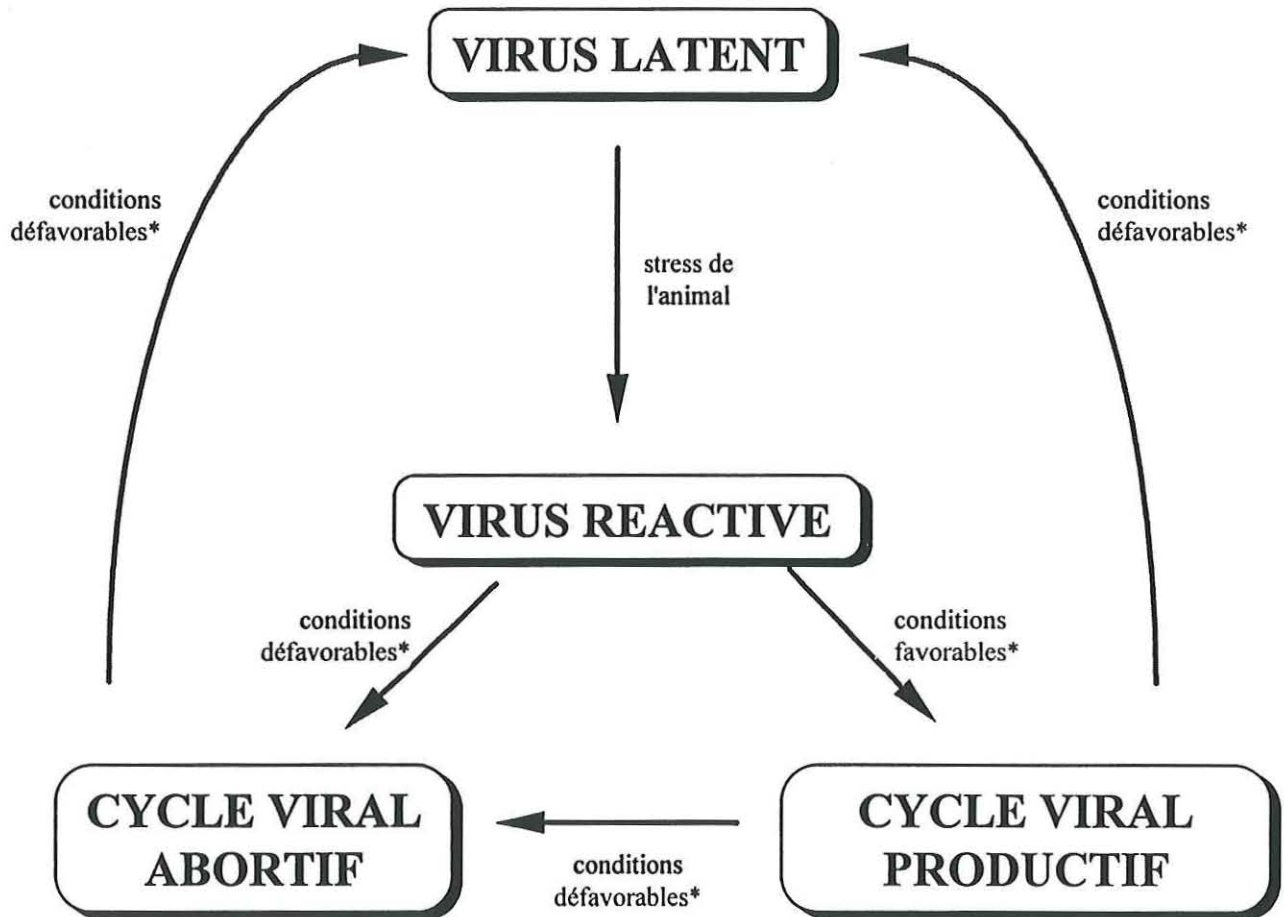 VIRUS LATENT
conditions
défavorables*
conditions
défavorables*
stress de
l'animal
VIRUS REACTIVE
conditions
défavorables*
conditions
favorables*
CYCLE VIRAL
ABORTIF
conditions
défavorables*
CYCLE VIRAL
PRODUCTIF